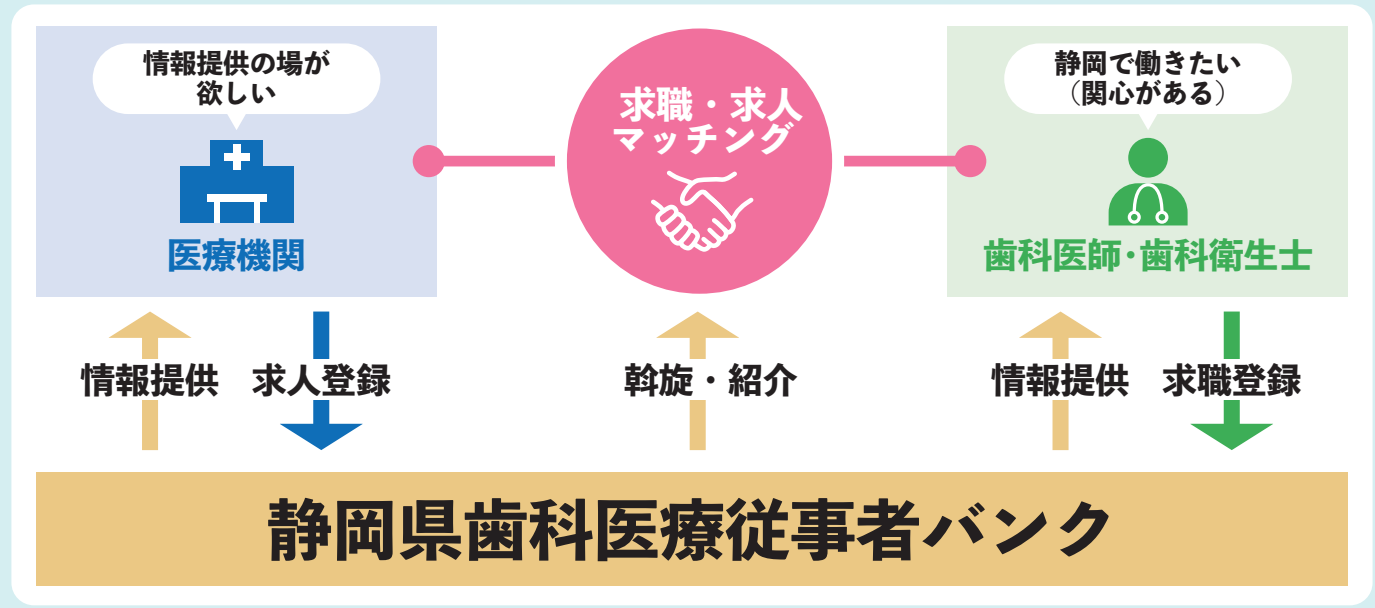 情報提供の場が
欲しい
医療機関
求職・求人
マッチング
静岡で働きたい
（関心がある）
歯科医師・歯科衛生士
情報提供
求人登録
斡旋・紹介
情報提供
求職登録
静岡県歯科医療従事者バンク